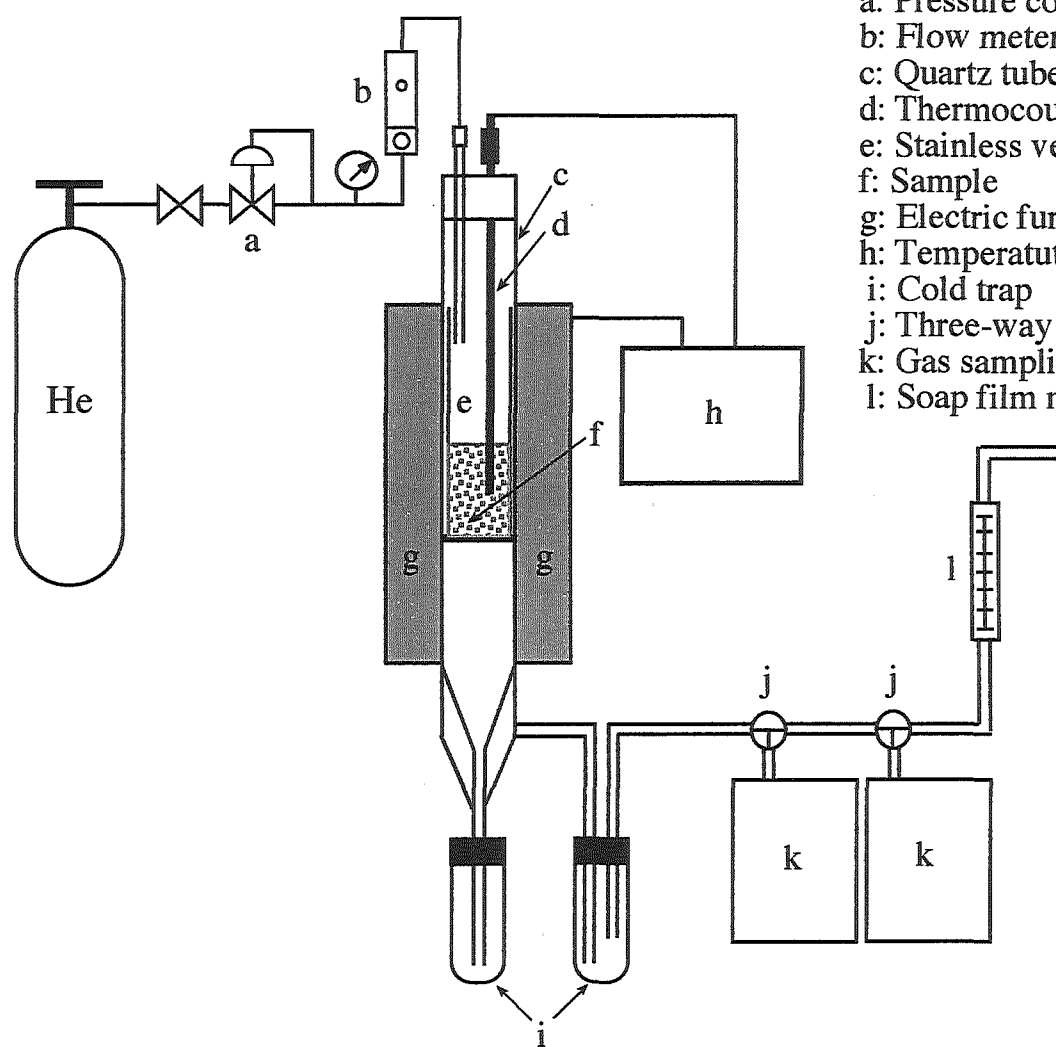 a: Pressure co
b: Flow meter
c: Quartz tube
d: Thermocou
e: Stainless ve
f: Sample
g: Electric fur
h: Temperatut
i: Cold trap
j: Three-way
k: Gas sampli
l: Soap film
b
c
d
a
He
e
h
f
g g
l
j j
k k
i